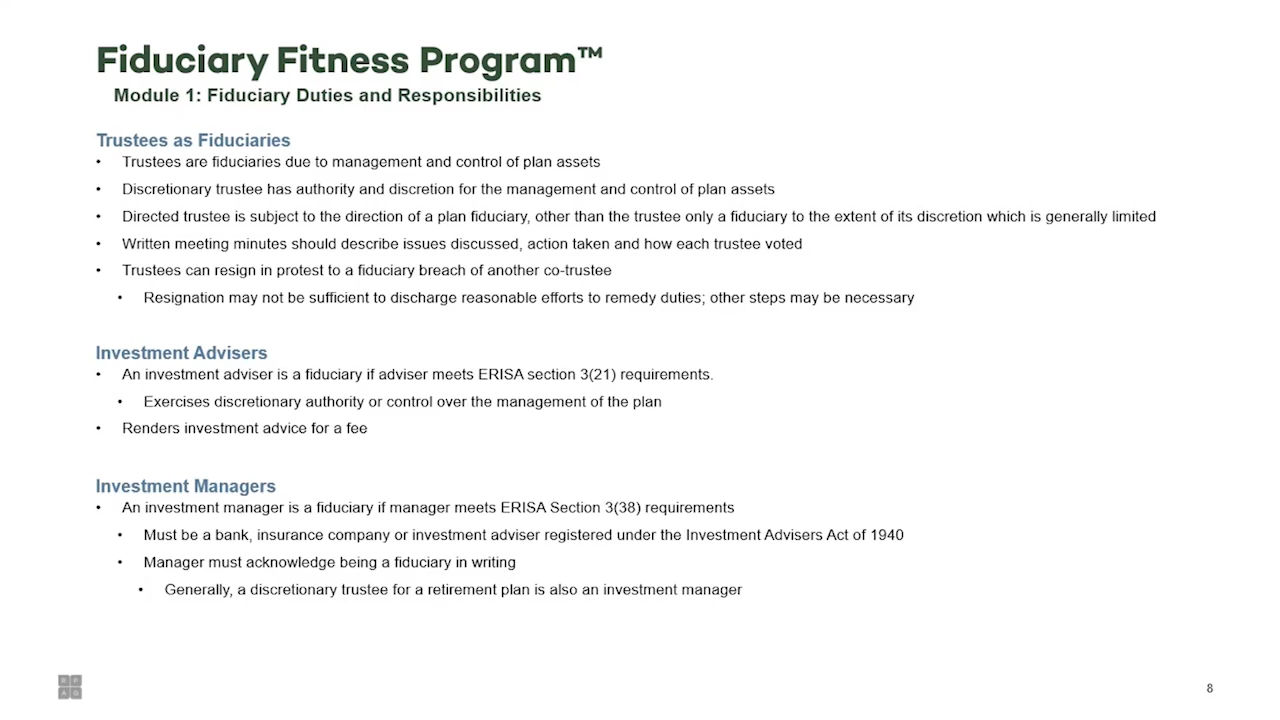 Fiduciary Fitness Program™
Module 1: Fiduciary Duties and Responsibilities
Trustees as Fiduciaries
• Trustees are fiduciaries due to management and control of plan assets
• Discretionary trustee has authority and discretion for the management and control of plan assets
• Directed trustee is subject to the direction of a plan fiduciary, other than the trustee only a fiduciary to the extent of its discretion which is generally limited
• Written meeting minutes should describe issues discussed, action taken and how each trustee voted
• Trustees can resign in protest to a fiduciary breach of another co-trustee
• Resignation may not be sufficient to discharge reasonable efforts to remedy duties; other steps may be necessary
Investment Advisers
• An investment adviser is a fiduciary if adviser meets ERISA section 3(21) requirements.
• Exercises discretionary authority or control over the management of the plan
• Renders investment advice for a fee
Investment Managers
• An investment manager is a fiduciary if manager meets ERISA Section 3(38) requirements
• Must be a bank, insurance company or investment adviser registered under the Investment Advisers Act of 1940
• Manager must acknowledge being a fiduciary in writing
• Generally, a discretionary trustee for a retirement plan is also an investment manager
R P
A G
8